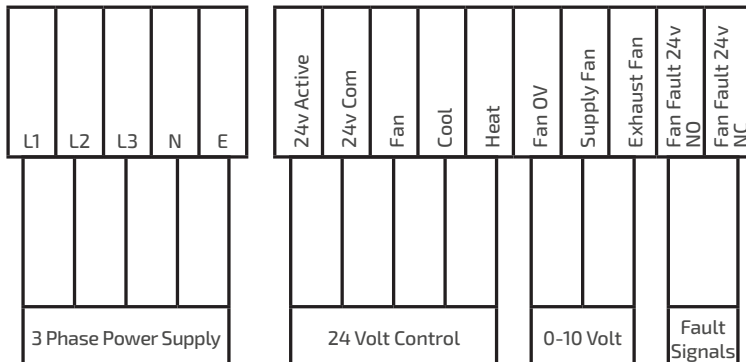 L1 L2 L3 N E
24v Active
24v Com
Fan
Cool
Heat
Fan OV
Supply Fan
Exhaust Fan
Fan Fault 24v
NO
Fan Fault 24v
NC
3 Phase Power Supply
24 Volt Control
0-10 Volt
Fault
Signals